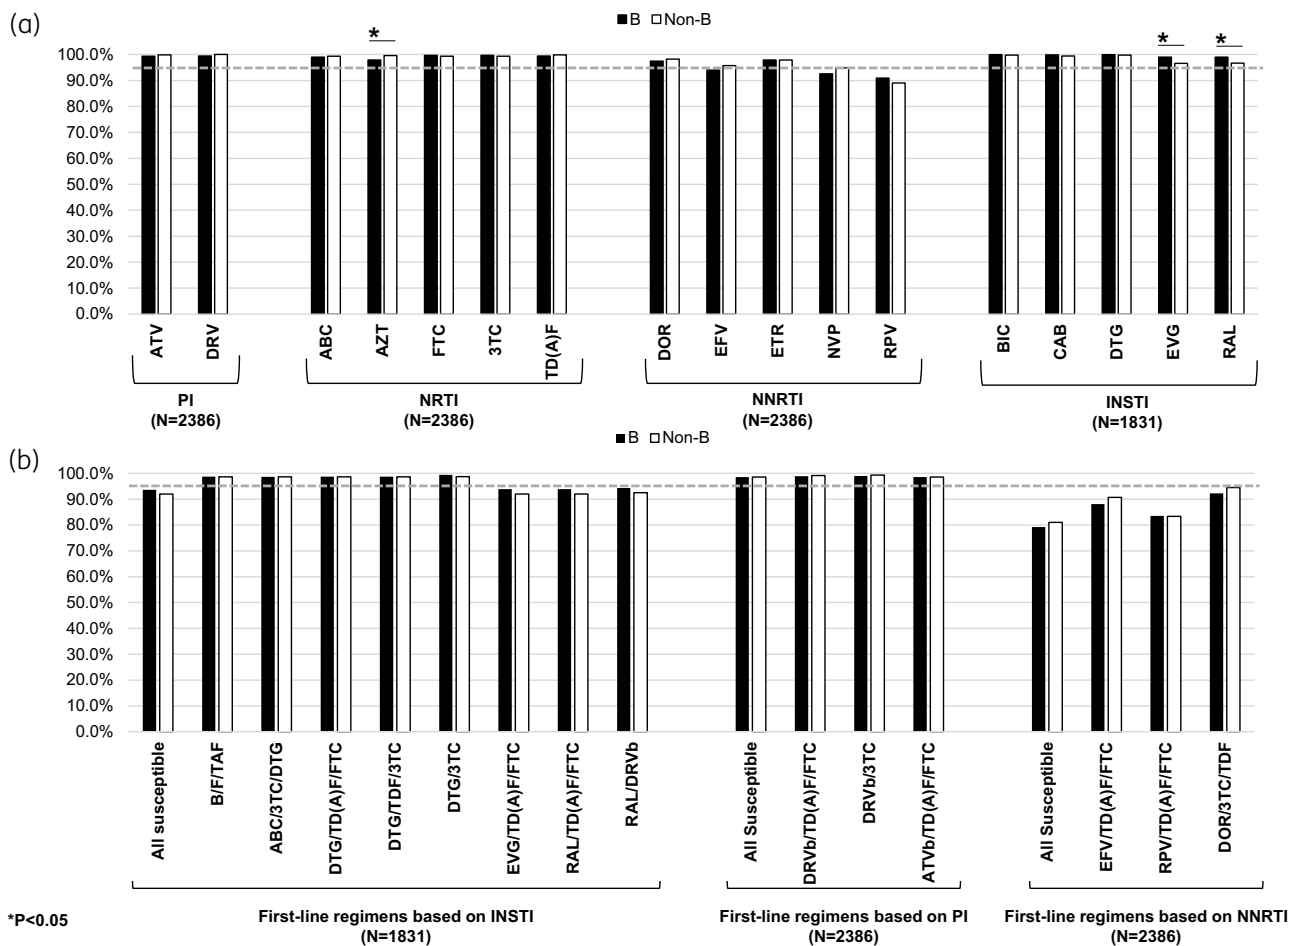 (a)
B Non-B
*
*
*
100.0%
90.0%
80.0%
70.0%
60.0%
50.0%
40.0%
30.0%
20.0%
10.0%
0.0%
ATV
DRV
ABC
AZT
FTC
3TC
TD(A)F
DOR
EFV
ETR
NVP
RPV
BIC
CAB
DTG
EVG
RAL
PI
(N=2386)
NRTI
(N=2386)
NNRTI
(N=2386)
INSTI
(N=1831)
(b)
B Non-B
100.0%
90.0%
80.0%
70.0%
60.0%
50.0%
40.0%
30.0%
20.0%
10.0%
0.0%
All susceptible
B/F/TAF
ABC/3TC/DTG
DTG/TD(A)F/FTC
DTG/TDF/3TC
DTG/3TC
EVG/TD(A)F/FTC
RAL/TD(A)F/FTC
RAL/DRVb
All Susceptible
DRVb/TD(A)F/FTC
DRVb/3TC
ATVb/TD(A)F/FTC
All Susceptible
EFV/TD(A)F/FTC
RPV/TD(A)F/FTC
DOR/3TC/TDF
First-line regimens based on INSTI
(N=1831)
First-line regimens based on PI
(N=2386)
First-line regimens based on NNRTI
(N=2386)
*P<0.05